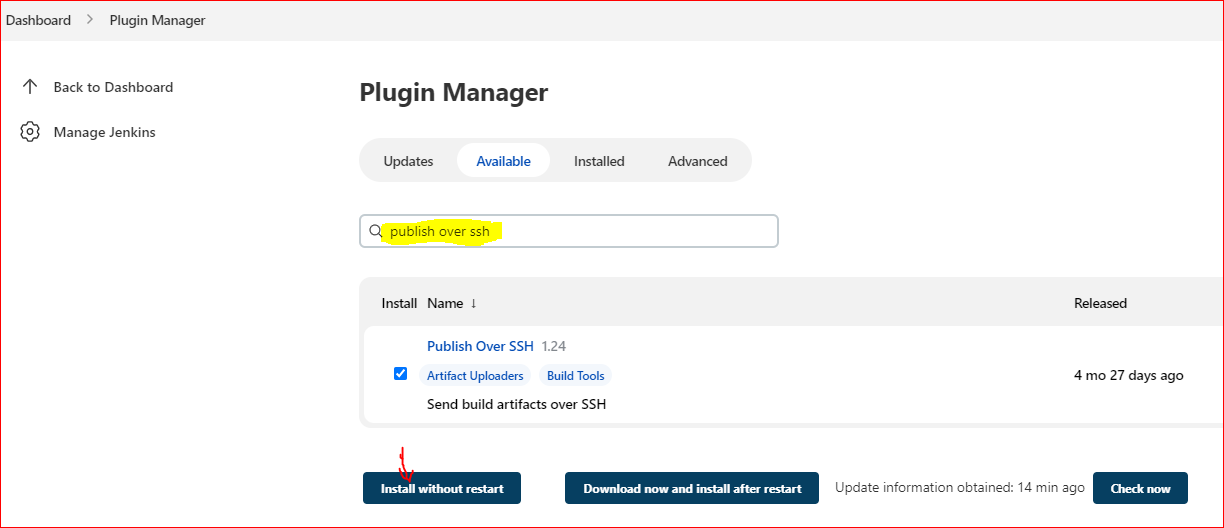 Dashboard > Plugin Manager
Back to Dashboard
Manage Jenkins
Plugin Manager
Updates Available Installed Advanced
publish over ssh
Install Name ↓ Released
Publish Over SSH 1.24
Artifact Uploaders Build Tools
4 mo 27 days ago
Send build artifacts over SSH
Install without restart Download now and install after restart Update information obtained: 14 min ago Check now